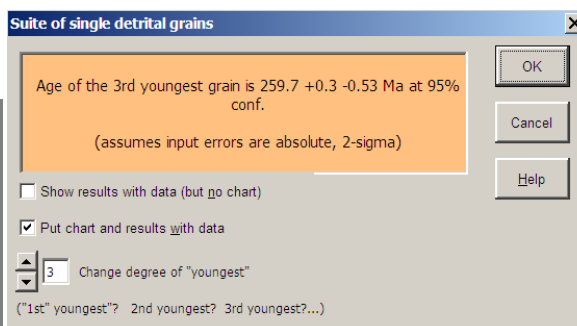 Suite of single detrital grains
Age of the 3rd youngest grain is 259.7 +0.3 -0.53 Ma at 95%
conf.
(assumes input errors are absolute, 2-sigma)
OK
Cancel
Help
Show results with data (but no chart)
Put chart and results with data
3 Change degree of "youngest"
("1st" youngest"? 2nd youngest? 3rd youngest?...)